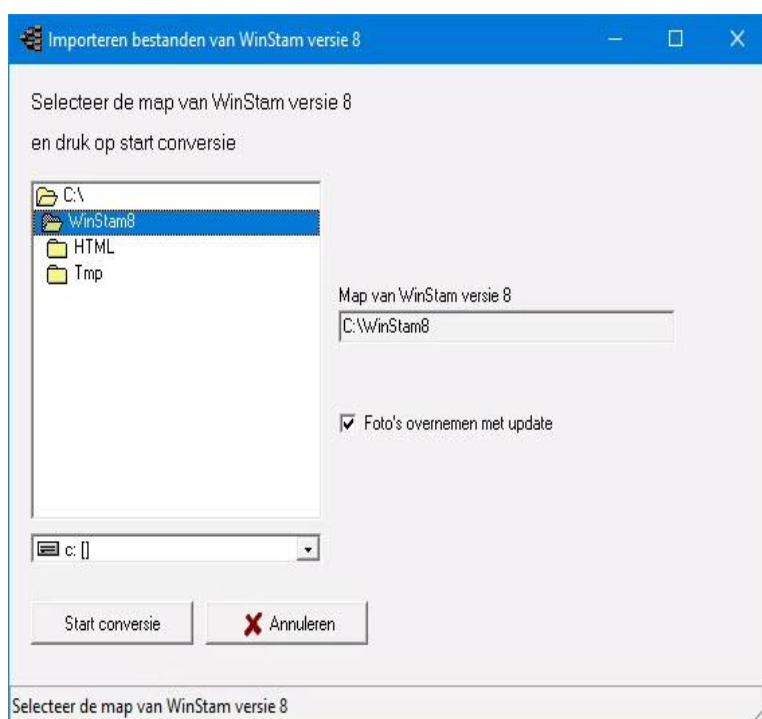 Importeren bestanden van WinStam versie 8
Selecteer de map van WinStam versie 8
en druk op start conversie
C:\
WinStam8
HTML
Tmp
Map van WinStam versie 8
C:\WinStam8
Foto's overnemen met update
c: []
Start conversie
Annuleren
Selecteer de map van WinStam versie 8